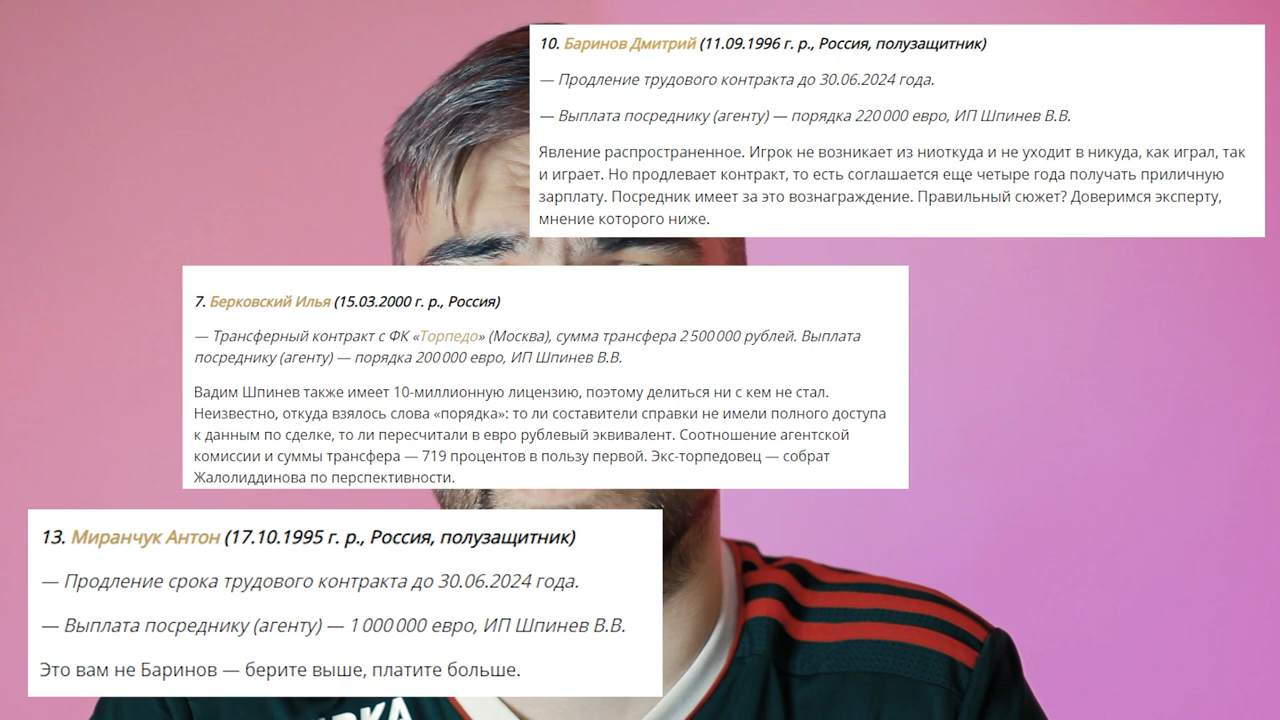 10. Баринов Дмитрий (11.09.1996 г. р., Россия, полузащитник)
— Продление трудового контракта до 30.06.2024 года.
— Выплата посреднику (агенту) — порядка 220 000 евро, ИП Шпинев В.В.
Явление распространенное. Игрок не возникает из ниоткуда и не уходит в никуда, как играл, так
и играет. Но продлевает контракт, то есть соглашается еще четыре года получать приличную
зарплату. Посредник имеет за это вознаграждение. Правильный сюжет? Доверимся эксперту,
мнение которого ниже.
7. Берковский Илья (15.03.2000 г. р., Россия)
— Трансферный контракт с ФК «Торпедо» (Москва), сумма трансфера 2 500 000 рублей. Выплата
посреднику (агенту) — порядка 200 000 евро, ИП Шпинев В.В.
Вадим Шпинев также имеет 10-миллионную лицензию, поэтому делиться ни с кем не стал.
Неизвестно, откуда взялось слова «порядка»: то ли составители справки не имели полного доступа
к данным по сделке, то ли пересчитали в евро рублевый эквивалент. Соотношение агентской
комиссии и суммы трансфера — 719 процентов в пользу первой. Экс-торпедовец — собрат
Жалолиддинова по перспективности.
13. Миранчук Антон (17.10.1995 г. р., Россия, полузащитник)
— Продление срока трудового контракта до 30.06.2024 года.
— Выплата посреднику (агенту) — 1 000 000 евро, ИП Шпинев В.В.
Это вам не Баринов — берите выше, платите больше.